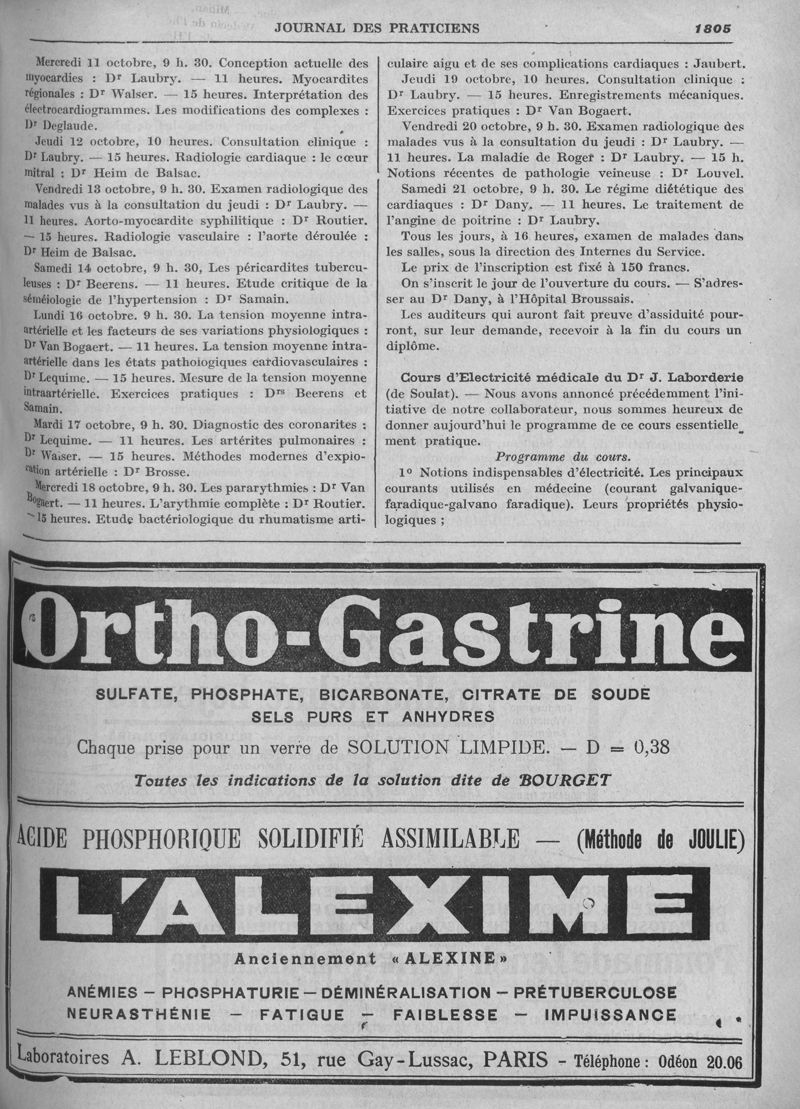 JOURNAL DES PRATICIENS 1805
Mercredi 11 octobre, 9 h. 30. Conception actuelle des
myocardies : Dr Laubry. — 11 heures. Myocardites
régionales : Dr Walser. — 15 heures. Interprétation des
électrocardiogrammes. Les modifications des complexes :
Dr Deglaude.
Jeudi 12 octobre, 10 heures. Consultation clinique :
Dr Laubry. — 15 heures. Radiologie cardiaque : le cœur
mitral : Dr Heim de Balsac.
Vendredi 13 octobre, 9 h. 30. Examen radiologique des
malades vus à la consultation du jeudi : Dr Laubry. —
11 heures. Aorto-myocardite syphilitique : Dr Routier.
— 15 heures. Radiologie vasculaire : l'aorte déroulée :
Dr Heim de Balsac.
Samedi 14 octobre, 9 h. 30, Les péricardites tubercu-
leuses : Dr Beerens. — 11 heures. Etude critique de la
séméiologie de l'hypertension : Dr Samain.
Lundi 16 octobre. 9 h. 30. La tension moyenne intra-
artérielle et les facteurs de ses variations physiologiques :
Dr Van Bogaert. — 11 heures. La tension moyenne intra-
artérielle dans les états pathologiques cardiovasculaires :
Dr Lequime. — 15 heures. Mesure de la tension moyenne
intraartérielle. Exercices pratiques : Drs Beerens et
Samain.
Mardi 17 octobre, 9 h. 30. Diagnostic des coronarites :
Dr Lequime. — 11 heures. Les artérites pulmonaires :
Dr Walser. — 15 heures. Méthodes modernes d'explo-
ration artérielle : Dr Brosse.
Mercredi 18 octobre, 9 h. 30. Les pararythmies : Dr Van
Bogaert. — 11 heures. L'arythmie complète : Dr Routier.
— 15 heures. Etude bactériologique du rhumatisme arti-
culaire aigu et de ses complications cardiaques : Jaubert.
Jeudi 19 octobre, 10 heures. Consultation clinique :
Dr Laubry. — 15 heures. Enregistrements mécaniques.
Exercices pratiques : Dr Van Bogaert.
Vendredi 20 octobre, 9 h. 30. Examen radiologique des
malades vus à la consultation du jeudi : Dr Laubry. —
11 heures. La maladie de Roger : Dr Laubry. — 15 h.
Notions récentes de pathologie veineuse : Dr Louvel.
Samedi 21 octobre, 9 h. 30. Le régime diététique des
cardiaques : Dr Dany. — 11 heures. Le traitement de
l'angine de poitrine : Dr Laubry.
Tous les jours, à 16 heures, examen de malades dans
les salles, sous la direction des Internes du Service.
Le prix de l'inscription est fixé à 150 francs.
On s'inscrit le jour de l'ouverture du cours. — S'adres-
ser au Dr Dany, à l'Hôpital Broussais.
Les auditeurs qui auront fait preuve d'assiduité pour-
ront, sur leur demande, recevoir à la fin du cours un
diplôme.
Cours d'Electricité médicale du Dr J. Laborderie
(de Soulat). — Nous avons annoncé précédemment l'ini-
tiative de notre collaborateur, nous sommes heureux de
donner aujourd'hui le programme de ce cours essentielle-
ment pratique.
Programme du cours.
1o Notions indispensables d'électricité. Les principaux
courants utilisés en médecine (courant galvanique-
faradique-galvano faradique). Leurs propriétés physio-
logiques ;
Ortho-Gastrine
SULFATE, PHOSPHATE, BICARBONATE, CITRATE DE SOUDE
SELS PURS ET ANHYDRES
Chaque prise pour un verre de SOLUTION LIMPIDE. — D = 0,38
Toutes les indications de la solution dite de BOURGET
ACIDE PHOSPHORIQUE SOLIDIFIÉ ASSIMILABLE — (Méthode de JOULIE)
L'ALEXIME
Anciennement « ALEXINE »
ANÉMIES — PHOSPHATURIE — DÉMINÉRALISATION — PRÉTUBERCULOSE
NEURASTHÉNIE — FATIGUE — FAIBLESSE — IMPUISSANCE
Laboratoires A. LEBLOND, 51, rue Gay-Lussac, PARIS - Téléphone : Odéon 20.06